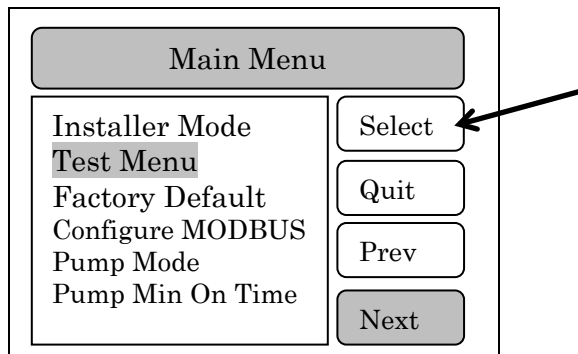 Main Menu
Installer Mode
Test Menu
Factory Default
Configure MODBUS
Pump Mode
Pump Min On Time
Select
Quit
Prev
Next